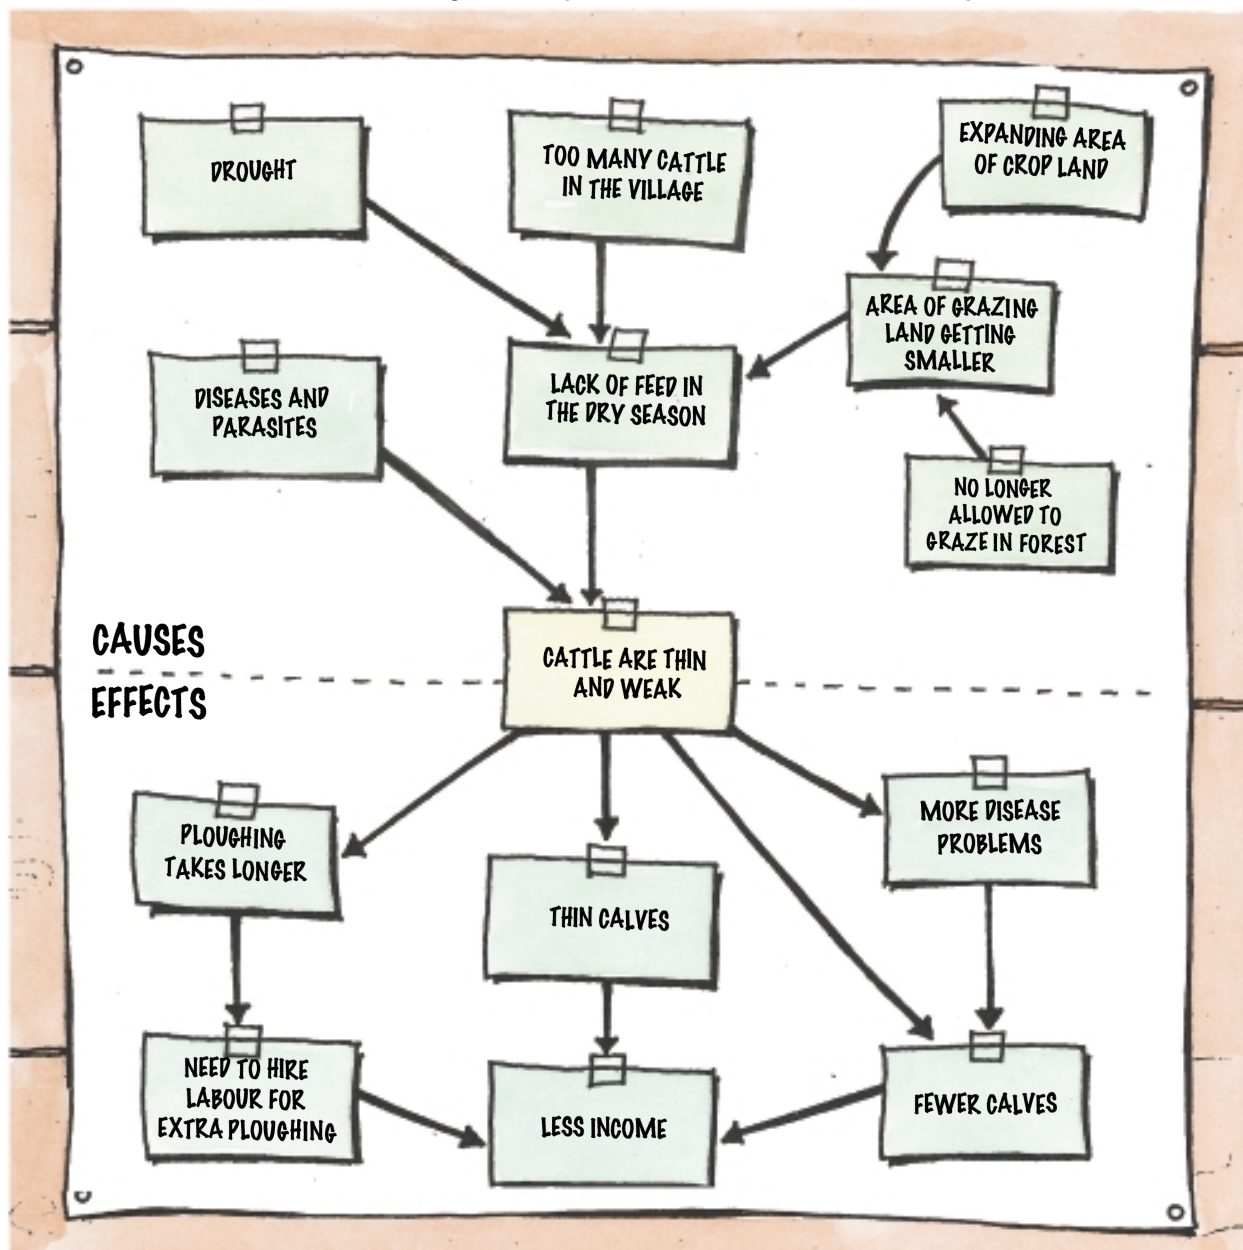 DROUGHT
TOO MANY CATTLE
IN THE VILLAGE
EXPANDING AREA
OF CROP LAND
AREA OF GRAZING
LAND GETTING
SMALLER
DISEASES AND
PARASITES
LACK OF FEED IN
THE DRY SEASON
NO LONGER
ALLOWED TO
GRAZE IN FOREST
CAUSES
EFFECTS
CATTLE ARE THIN
AND WEAK
PLOUGHING
TAKES LONGER
THIN CALVES
MORE DISEASE
PROBLEMS
NEED TO HIRE
LABOUR FOR
EXTRA PLOUGHING
LESS INCOME
FEWER CALVES